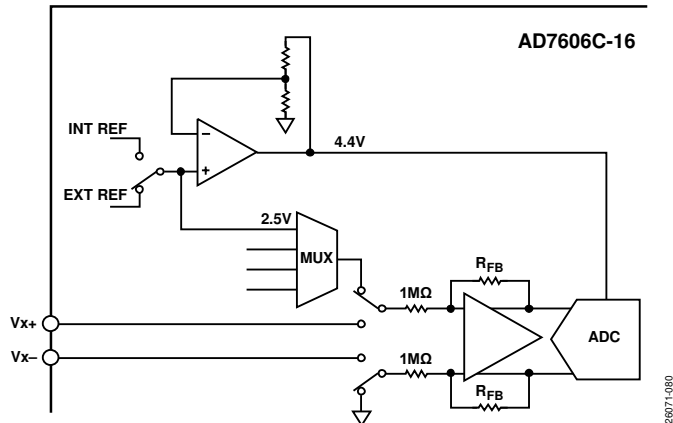 AD7606C-16
INT REF
EXT REF
−
+
4.4V
2.5V
MUX
Vx+
Vx–
1MΩ
RFB
1MΩ
RFB
ADC
26071-080